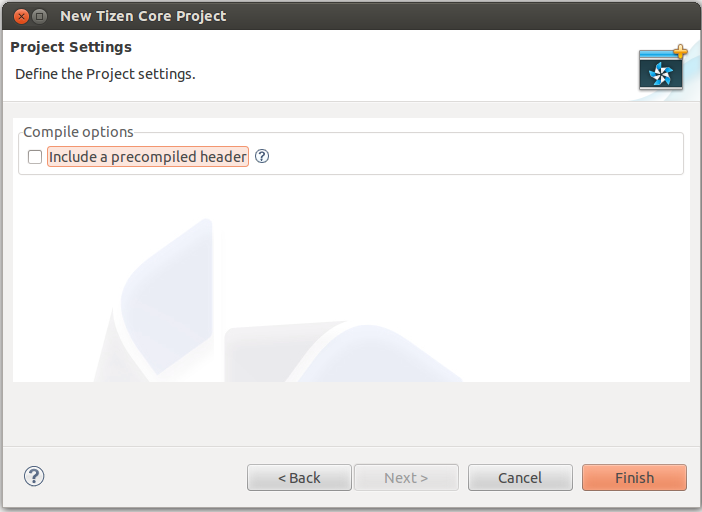 New Tizen Core Project
Project Settings
Define the Project settings.
Compile options
Include a precompiled header ?
? < Back Next > Cancel Finish